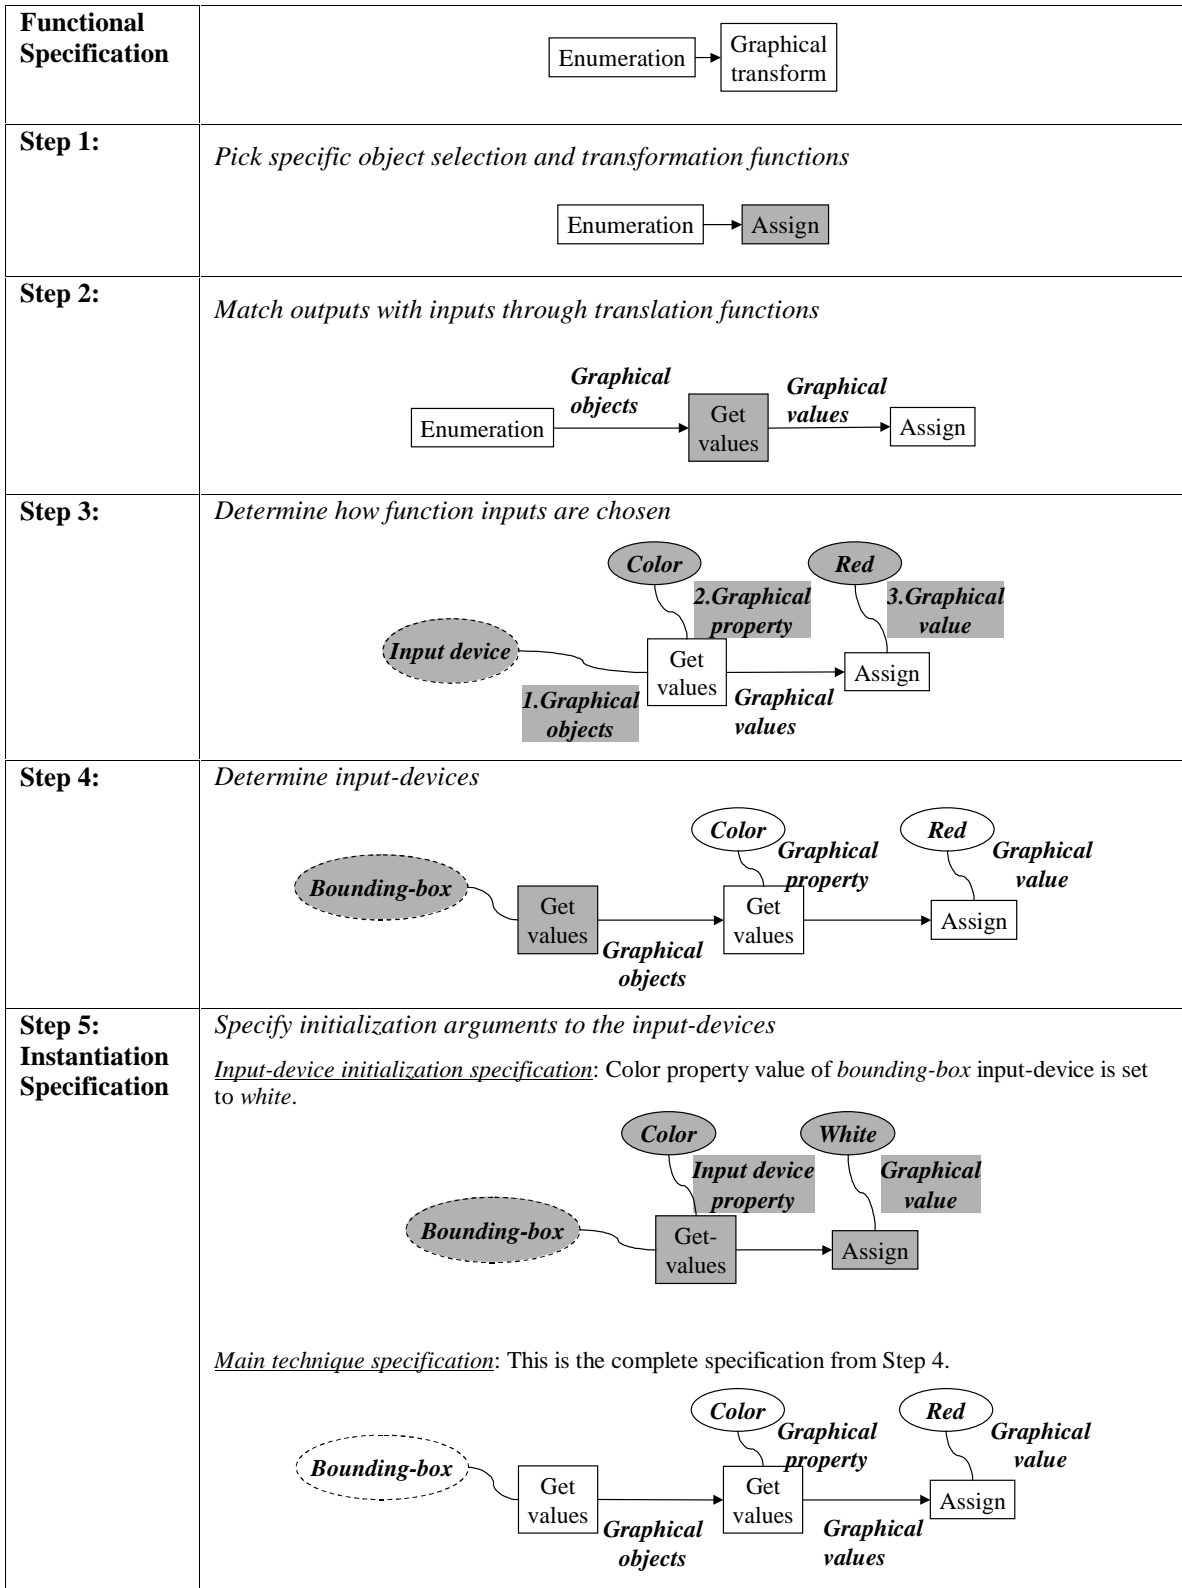 Functional
Specification
Enumeration
Graphical
transform
Step 1:
Pick specific object selection and transformation functions
Enumeration
Assign
Step 2:
Match outputs with inputs through translation functions
Graphical
objects
Graphical
values
Enumeration
Get
values
Assign
Step 3:
Determine how function inputs are chosen
Color
Red
2.Graphical
property
3.Graphical
value
Input device
Get
values
Assign
1.Graphical
objects
Graphical
values
Step 4:
Determine input-devices
Color
Red
Graphical
property
Graphical
value
Bounding-box
Get
values
Get
values
Assign
Graphical
objects
Step 5:
Instantiation
Specification
Specify initialization arguments to the input-devices
Input-device initialization specification: Color property value of bounding-box input-device is set
to white.
Color
White
Input device
property
Graphical
value
Bounding-box
Get-
values
Assign
Main technique specification: This is the complete specification from Step 4.
Color
Red
Graphical
property
Graphical
value
Bounding-box
Get
values
Get
values
Assign
Graphical
objects
Graphical
values